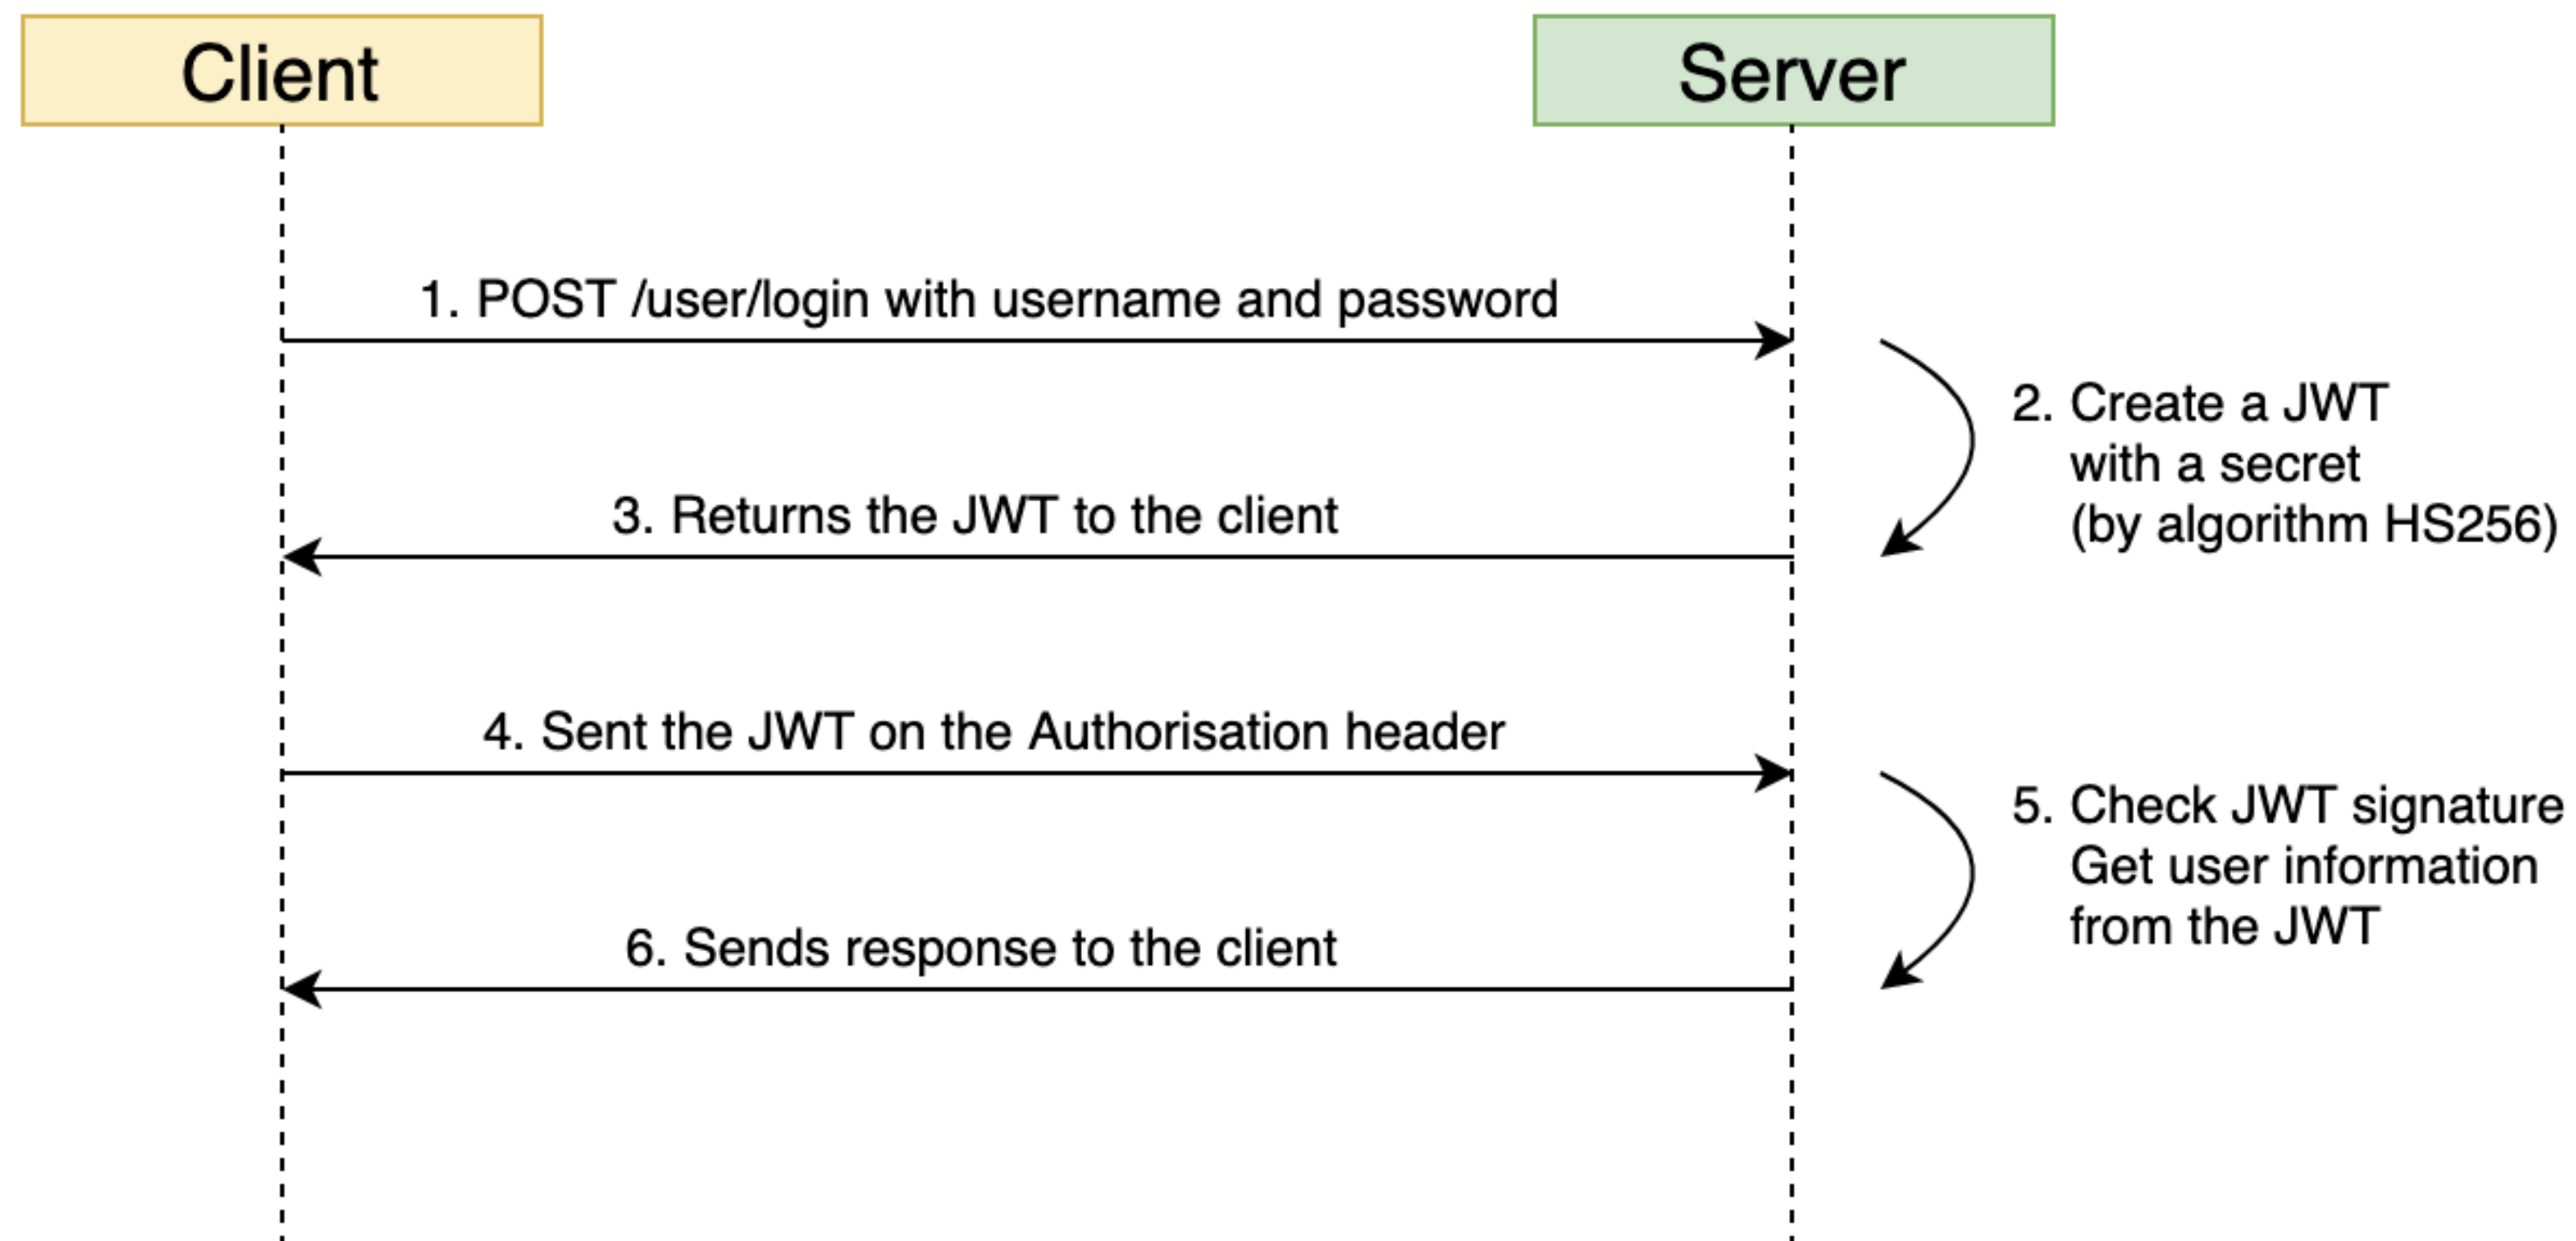 Client
Server
1. POST /user/login with username and password
2. Create a JWT
with a secret
(by algorithm HS256)
3. Returns the JWT to the client
4. Sent the JWT on the Authorisation header
5. Check JWT signature
Get user information
from the JWT
6. Sends response to the client